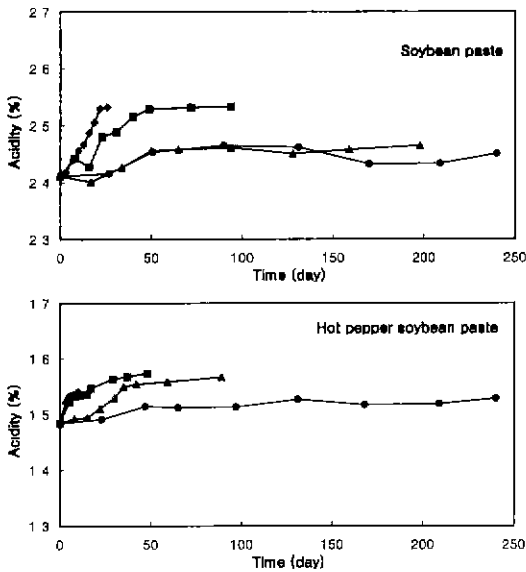 2 7
2 6
2 5
2 4
2 3
Acidity (%)
Soybean paste
0 50 100 150 200 250
Time (day)
1 7
1 6
1 5
1 4
1 3
Acidity (%)
Hot pepper soybean paste
0 50 100 150 200 250
Time (day)